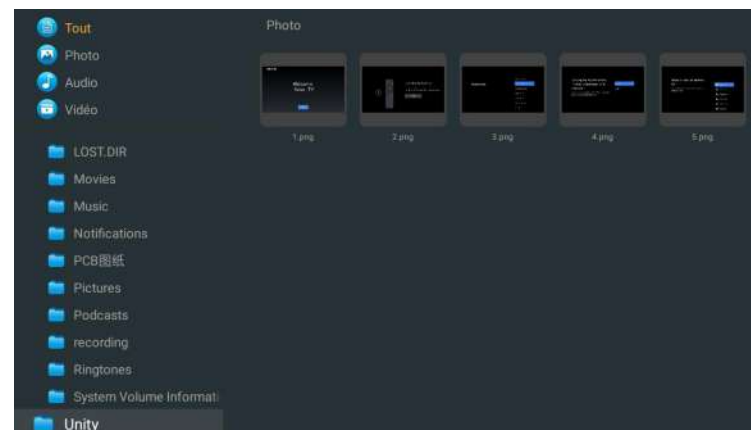 Tout
Photo
Audio
Vidéo
LOST.DIR
Movies
Music
Notifications
PCB图纸
Pictures
Podcasts
recording
Ringtones
System Volume Informati
Unity
Photo
1.png
2.png
3.png
4.png
5.png